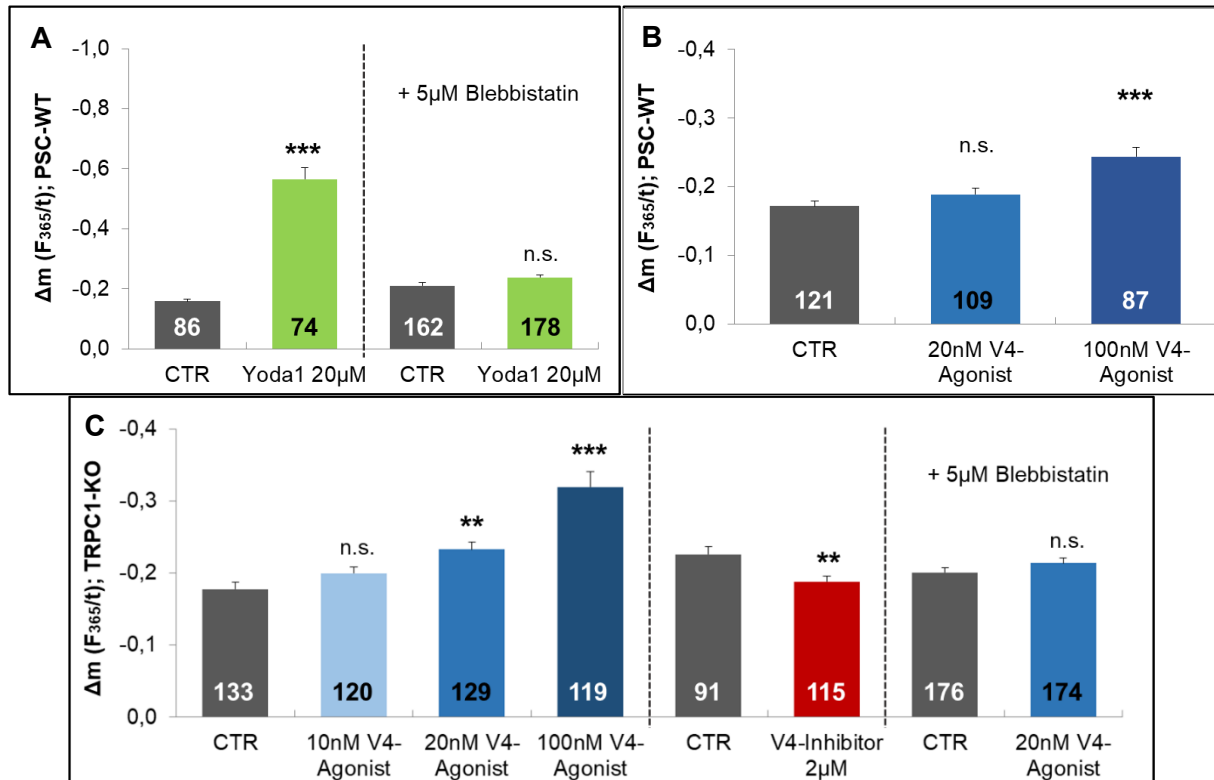 A
Δm (F365/t); PSC-WT
-1,0
-0,8
-0,6
-0,4
-0,2
0,0
***
+ 5µM Blebbistatin
n.s.
86
74
162
178
CTR
Yoda1 20µM
CTR
Yoda1 20µM
B
Δm (F365/t); PSC-WT
-0,4
-0,3
-0,2
-0,1
0,0
n.s.
***
121
109
87
CTR
20nM V4-
Agonist
100nM V4-
Agonist
C
Δm (F365/t); TRPC1-KO
-0,4
-0,3
-0,2
-0,1
0,0
n.s.
**
***
**
+ 5µM Blebbistatin
n.s.
133
120
129
119
91
115
176
174
CTR
10nM V4-
Agonist
20nM V4-
Agonist
100nM V4-
Agonist
CTR
V4-Inhibitor
2µM
CTR
20nM V4-
Agonist